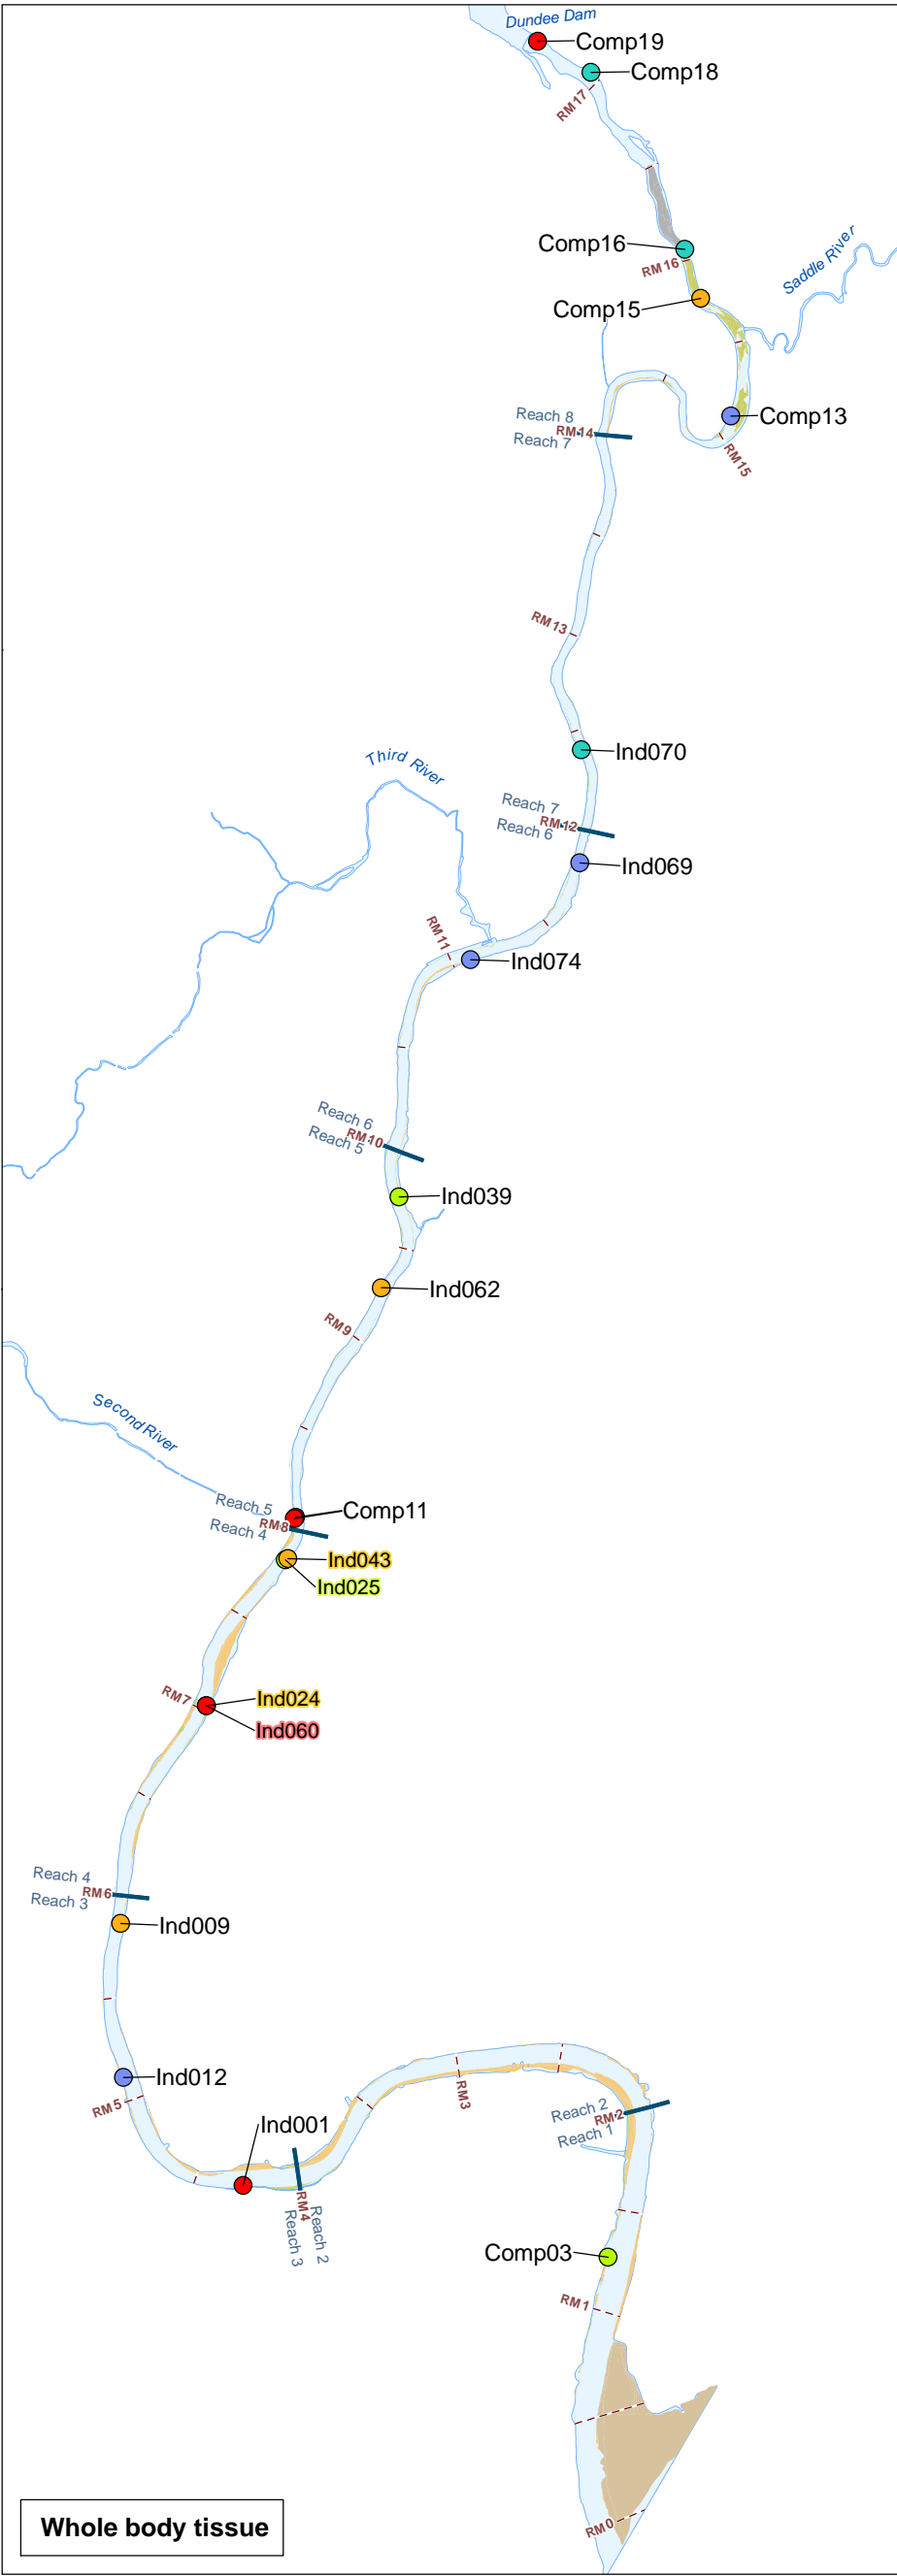 Dundee Dam
Comp19
Comp18
RM17
Comp16
RM16
Saddle River
Comp15
Comp13
Reach 8
RM14
Reach 7
RM15
RM13
Ind070
Third River
Reach 7
RM12
Reach 6
Ind069
RM11
Ind074
Reach 6
RM10
Reach 5
Ind039
Ind062
RM9
Second River
Reach 5
Comp11
RM8
Reach 4
Ind043
Ind025
RM7
Ind024
Ind060
Reach 4
RM6
Reach 3
Ind009
Ind012
RM5
RM3
Reach 2
RM2
Reach 1
Ind001
RM4
Reach 2
Reach 3
Comp03
RM1
RM0
Whole body tissue